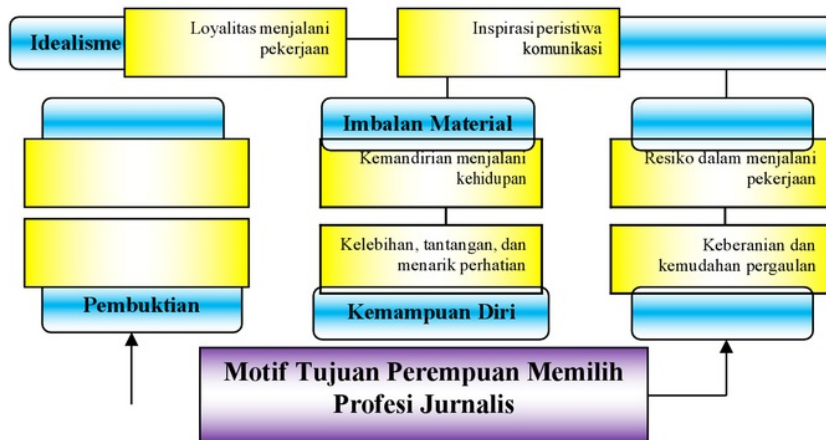 Idealisme
Loyalitas menjalani
pekerjaan
Inspirasi peristiwa
komunikasi
Imbalan Material
Kemandirian menjalani
kehidupan
Resiko dalam menjalani
pekerjaan
Kelebihan, tantangan, dan
menarik perhatian
Keberanian dan
kemudahan pergaulan
Pembuktian
Kemampuan Diri
Motif Tujuan Perempuan Memilih
Profesi Jurnalis